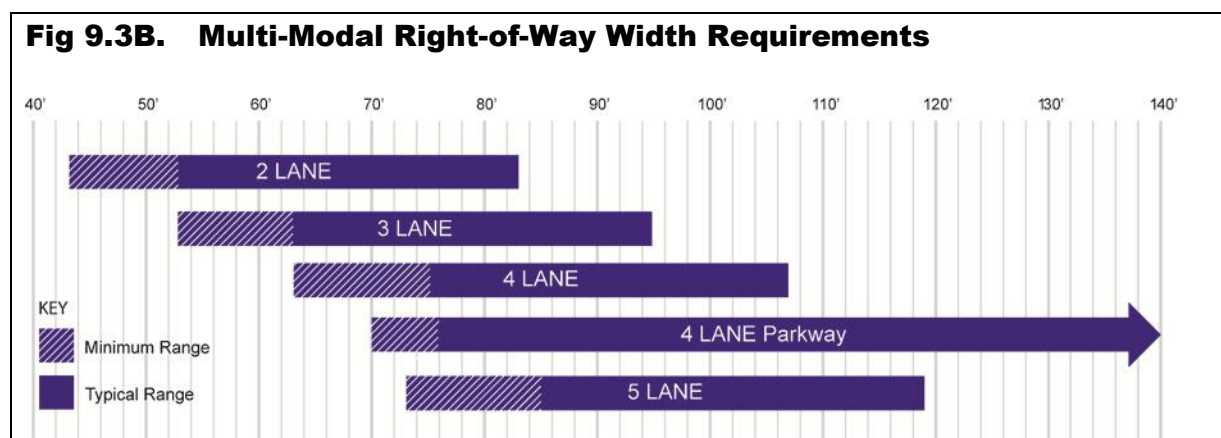 Fig 9.3B. Multi-Modal Right-of-Way Width Requirements
40' 50' 60' 70' 80' 90' 100' 110' 120' 130' 140'
2 LANE
3 LANE
4 LANE
4 LANE Parkway
5 LANE
KEY
Minimum Range
Typical Range